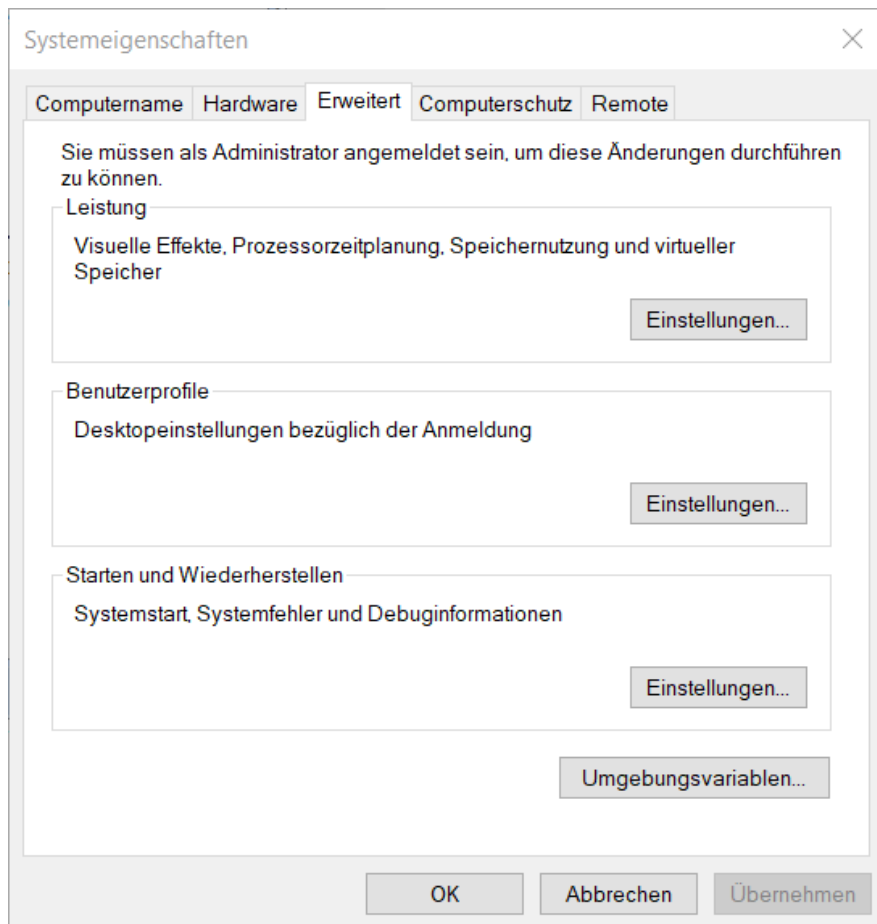 Systemeigenschaften
Computername Hardware Erweitert Computerschutz Remote
Sie müssen als Administrator angemeldet sein, um diese Änderungen durchführen
zu können.
Leistung
Visuelle Effekte, Prozessorzeitplanung, Speichernutzung und virtueller
Speicher
Einstellungen...
Benutzerprofile
Desktopeinstellungen bezüglich der Anmeldung
Einstellungen...
Starten und Wiederherstellen
Systemstart, Systemfehler und Debuginformationen
Einstellungen...
Umgebungsvariablen...
OK Abbrechen Übernehmen